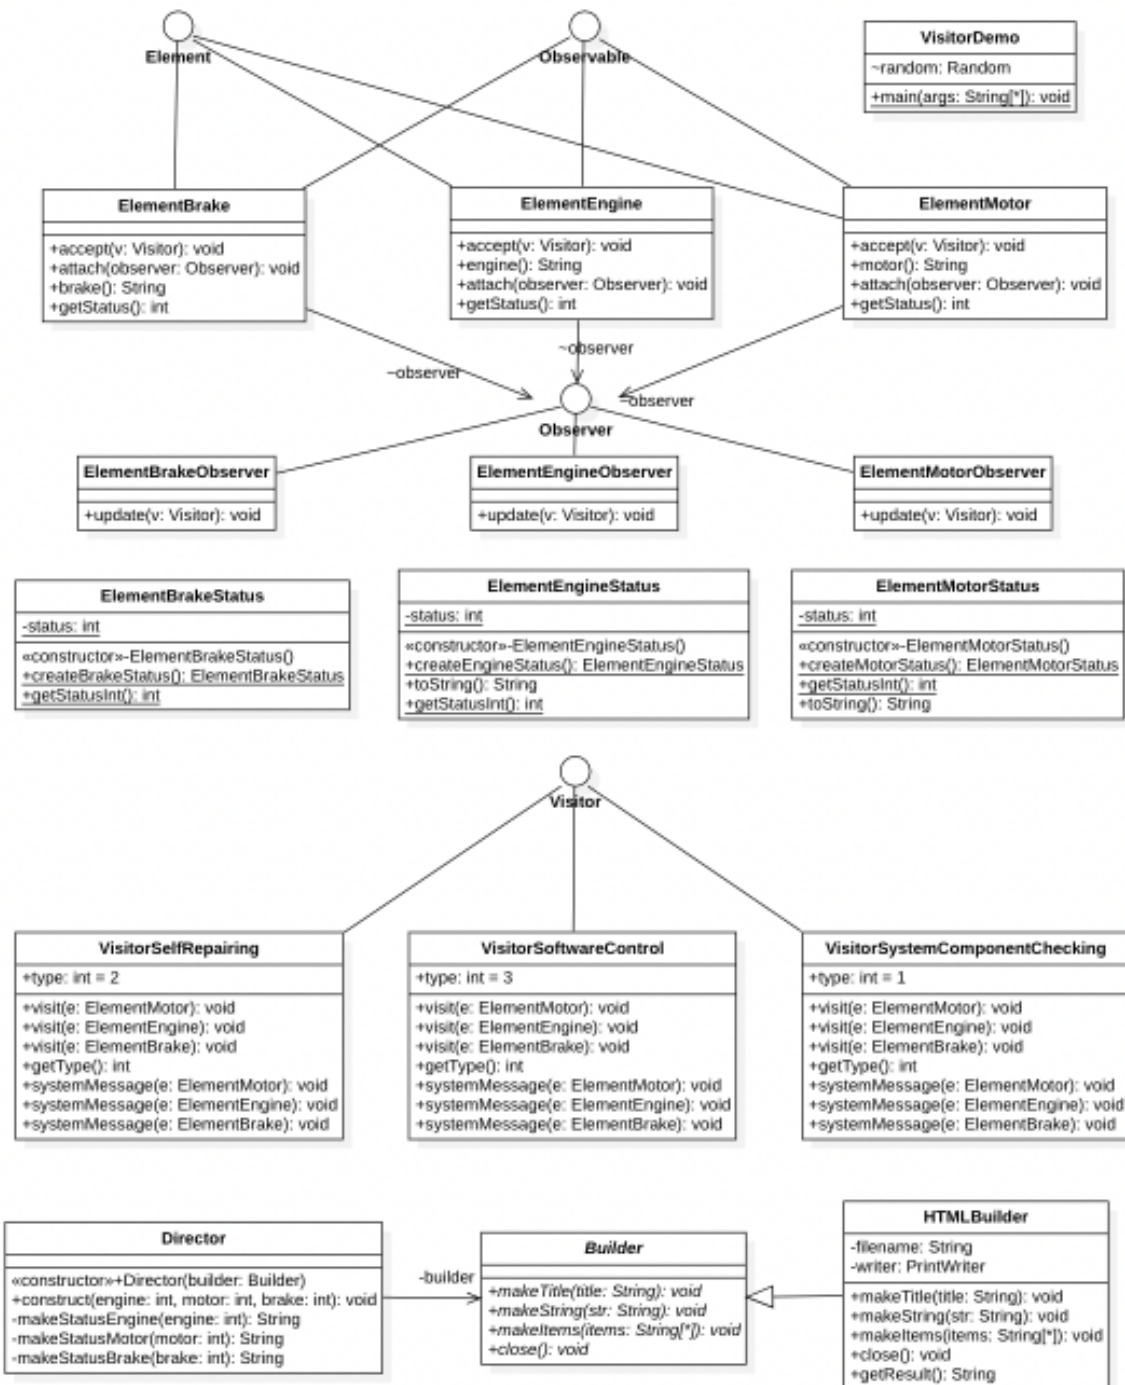 Element
Observable
VisitorDemo
~random: Random
+main(args: String[*]): void
ElementBrake
+accept(v: Visitor): void
+attach(observer: Observer): void
+brake(): String
+getStatus(): int
ElementEngine
+accept(v: Visitor): void
+engine(): String
+attach(observer: Observer): void
+getStatus(): int
ElementMotor
+accept(v: Visitor): void
+motor(): String
+attach(observer: Observer): void
+getStatus(): int
~observer
~observer
~observer
Observer
ElementBrakeObserver
+update(v: Visitor): void
ElementEngineObserver
+update(v: Visitor): void
ElementMotorObserver
+update(v: Visitor): void
ElementBrakeStatus
-status: int
«constructor»-ElementBrakeStatus()
+createBrakeStatus(): ElementBrakeStatus
+getStatusInt(): int
ElementEngineStatus
-status: int
«constructor»-ElementEngineStatus()
+createEngineStatus(): ElementEngineStatus
+toString(): String
+getStatusInt(): int
ElementMotorStatus
-status: int
«constructor»-ElementMotorStatus()
+createMotorStatus(): ElementMotorStatus
+getStatusInt(): int
+toString(): String
Visitor
VisitorSelfRepairing
+type: int = 2
+visit(e: ElementMotor): void
+visit(e: ElementEngine): void
+visit(e: ElementBrake): void
+getType(): int
+systemMessage(e: ElementMotor): void
+systemMessage(e: ElementEngine): void
+systemMessage(e: ElementBrake): void
VisitorSoftwareControl
+type: int = 3
+visit(e: ElementMotor): void
+visit(e: ElementEngine): void
+visit(e: ElementBrake): void
+getType(): int
+systemMessage(e: ElementMotor): void
+systemMessage(e: ElementEngine): void
+systemMessage(e: ElementBrake): void
VisitorSystemComponentChecking
+type: int = 1
+visit(e: ElementMotor): void
+visit(e: ElementEngine): void
+visit(e: ElementBrake): void
+getType(): int
+systemMessage(e: ElementMotor): void
+systemMessage(e: ElementEngine): void
+systemMessage(e: ElementBrake): void
Director
«constructor»+Director(builder: Builder)
+construct(engine: int, motor: int, brake: int): void
-makeStatusEngine(engine: int): String
-makeStatusMotor(motor: int): String
-makeStatusBrake(brake: int): String
-builder
Builder
+makeTitle(title: String): void
+makeString(str: String): void
+makeItems(items: String[*]): void
+close(): void
HTMLBuilder
-filename: String
-writer: PrintWriter
+makeTitle(title: String): void
+makeString(str: String): void
+makeItems(items: String[*]): void
+close(): void
+getResult(): String